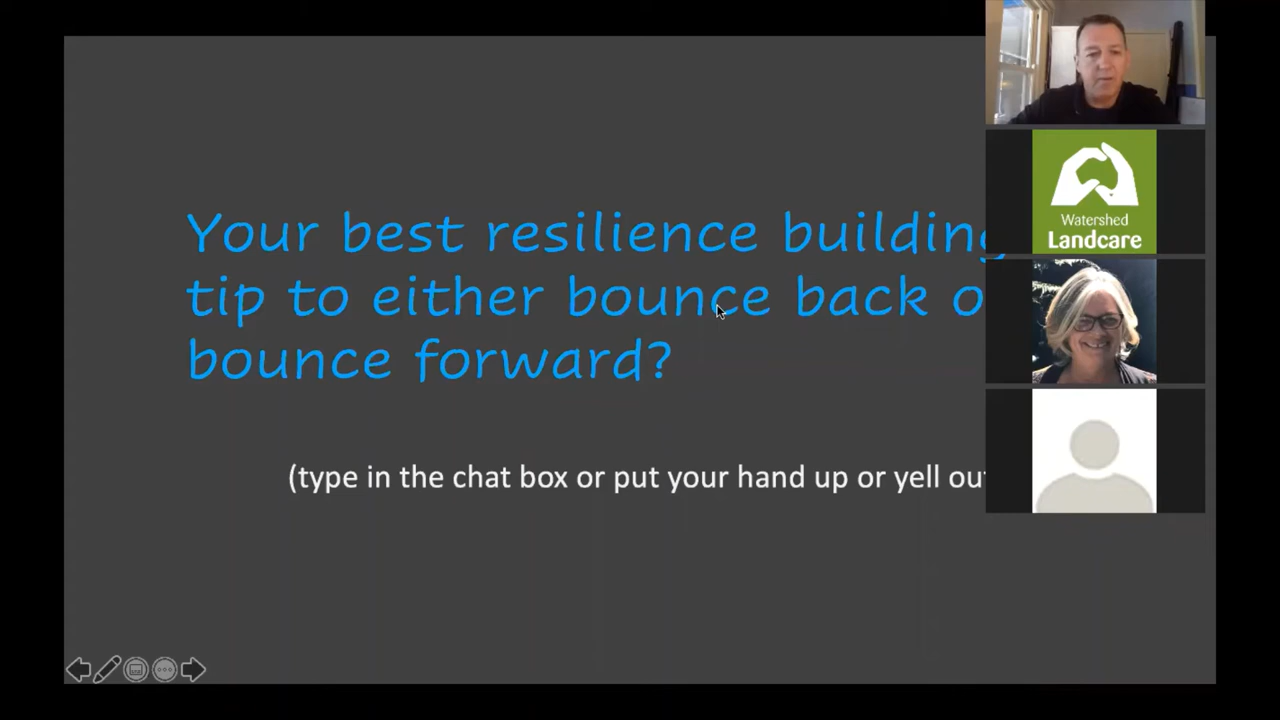 Your best resilience building
tip to either bounce back o
bounce forward?
(type in the chat box or put your hand up or yell out
Watershed
Landcare